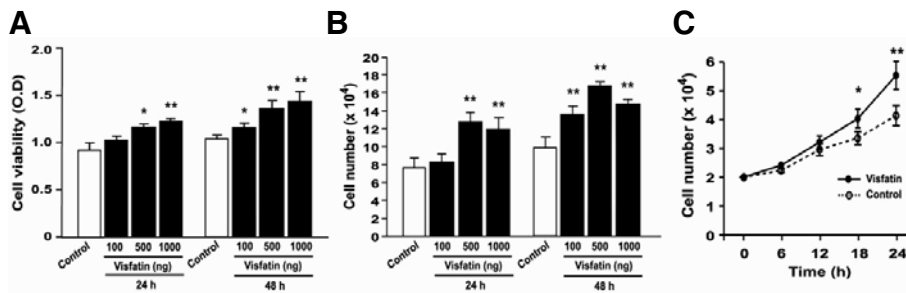 A
Cell viability (O.D)
2.0
1.5
1.0
0.5
0
* ** * ** **
Control 100 500 1000 Control 100 500 1000
Visfatin (ng) Visfatin (ng)
24 h 48 h
B
Cell number (x 10⁴)
20
18
16
14
12
10
8
6
4
2
0
** ** ** ** **
Control 100 500 1000 Control 100 500 1000
Visfatin (ng) Visfatin (ng)
24 h 48 h
C
Cell number (x 10⁴)
6
5
4
3
2
0
* **
Visfatin
Control
0 6 12 18 24
Time (h)